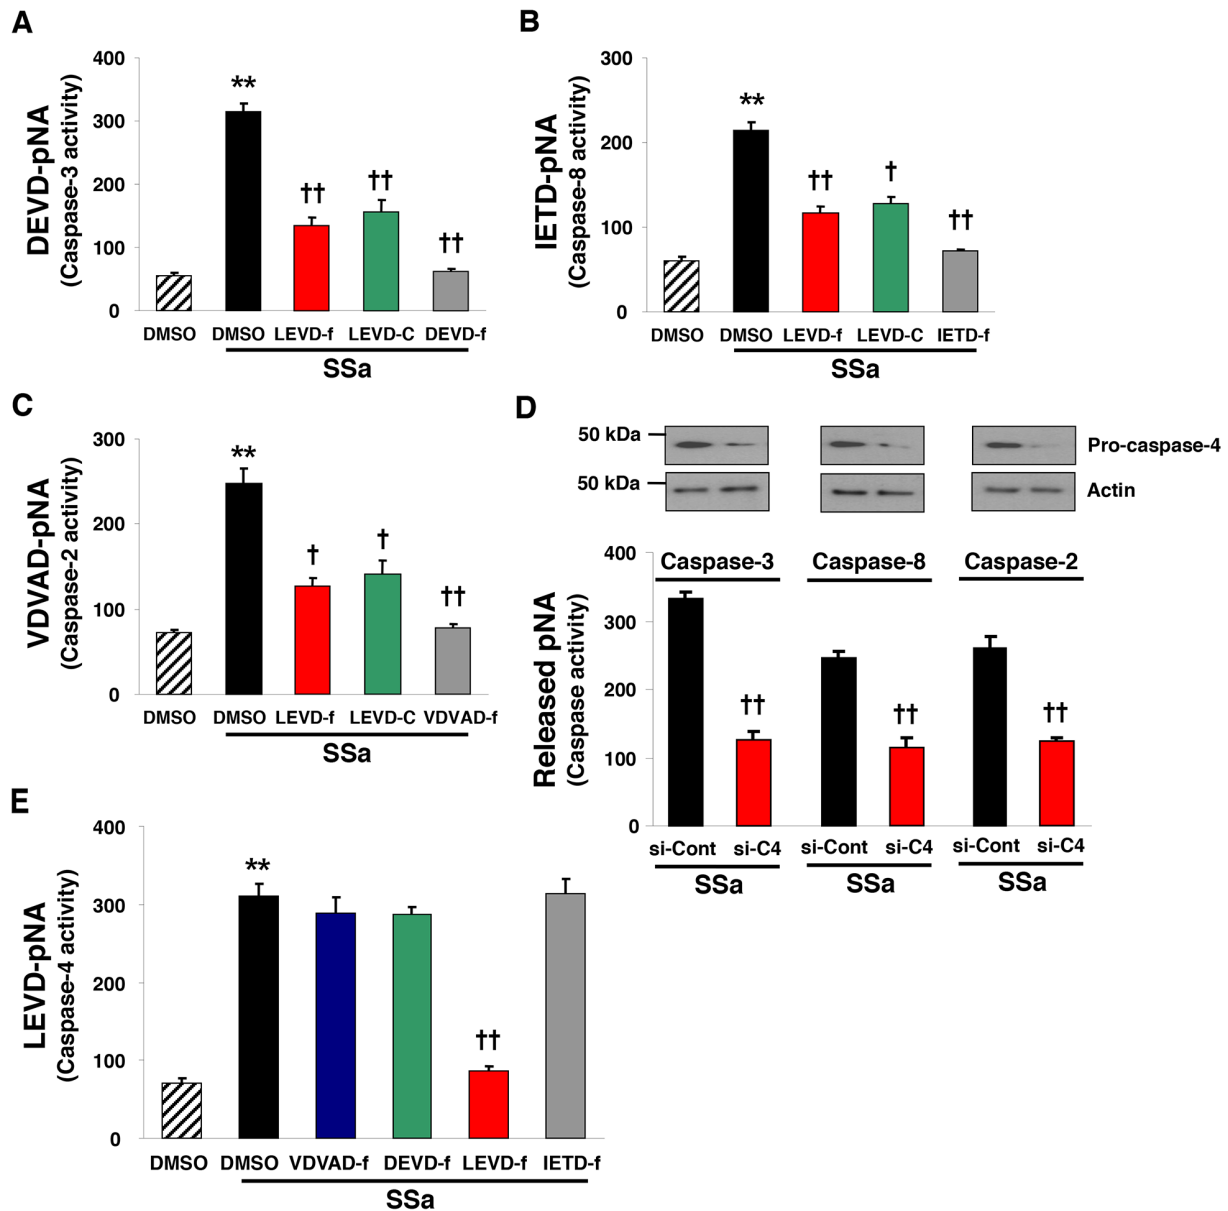 A
DEVD-pNA
(Caspase-3 activity)
400
300
200
100
0
**
††
††
††
DMSO DMSO LEVD-f LEVD-C DEVD-f
SSa
B
IETD-pNA
(Caspase-8 activity)
300
200
100
0
**
††
†
††
DMSO DMSO LEVD-f LEVD-C IETD-f
SSa
C
VDVAD-pNA
(Caspase-2 activity)
300
200
100
0
**
†
†
††
DMSO DMSO LEVD-f LEVD-C VDVAD-f
SSa
D
50 kDa
Pro-caspase-4
50 kDa
Actin
Released pNA
(Caspase activity)
400
300
200
100
0
Caspase-3 Caspase-8 Caspase-2
††
††
††
si-Cont si-C4 si-Cont si-C4 si-Cont si-C4
SSa SSa SSa
E
LEVD-pNA
(Caspase-4 activity)
400
300
200
100
0
**
††
DMSO DMSO VDVAD-f DEVD-f LEVD-f IETD-f
SSa